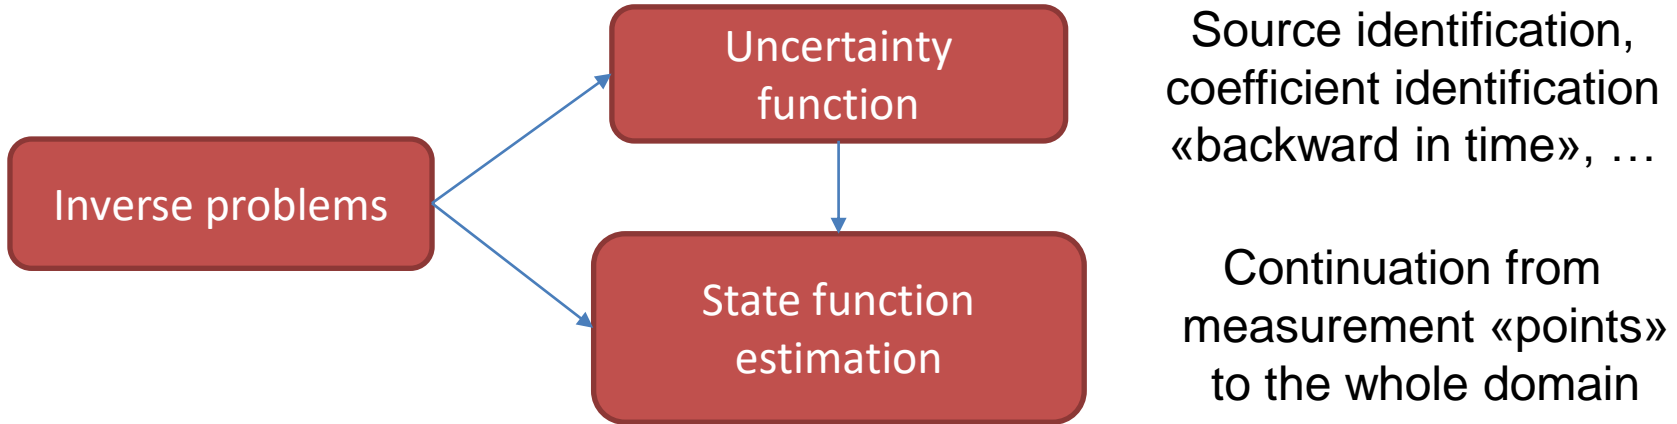 Uncertainty
function
Source identification,
coefficient identification
«backward in time», …
Inverse problems
State function
estimation
Continuation from
measurement «points»
to the whole domain